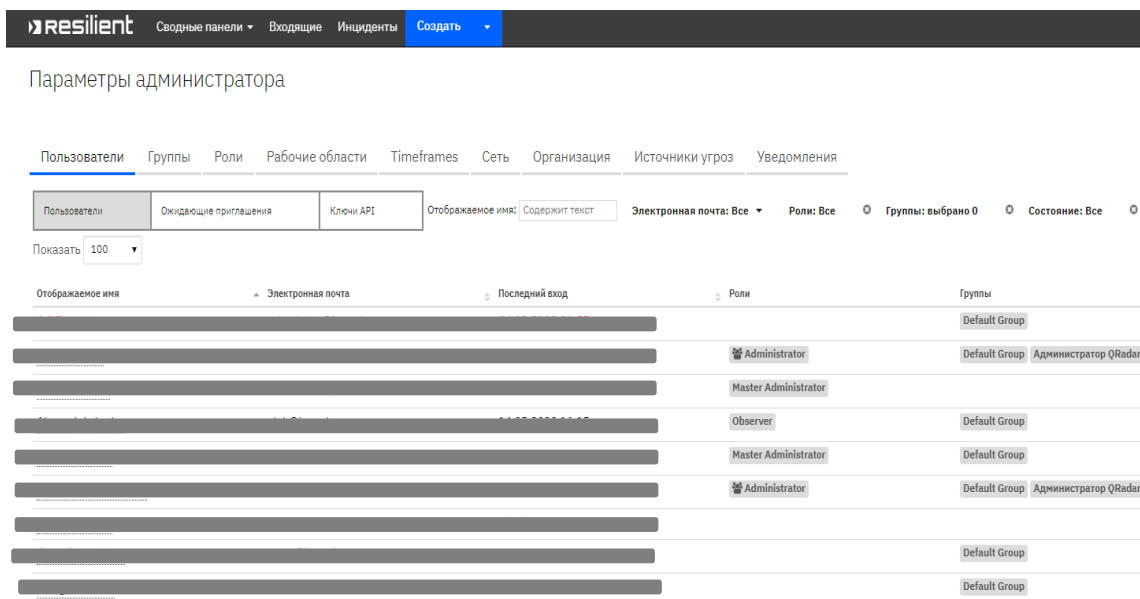 Resilient Сводные панели Входящие Инциденты Создать
Параметры администратора
Пользователи Группы Роли Рабочие области Timeframes Сеть Организация Источники угроз Уведомления
Пользователи Ожидающие приглашения Ключи API Отображаемое имя: Содержит текст Электронная почта: Все Роли: Все Группы: выбрано 0 Состояние: Все
Показать 100
Отображаемое имя Электронная почта Последний вход Роли Группы
Default Group
Administrator Default Group Администратор QRadar
Master Administrator
Observer Default Group
Master Administrator Default Group
Administrator Default Group Администратор QRadar
Default Group
Default Group